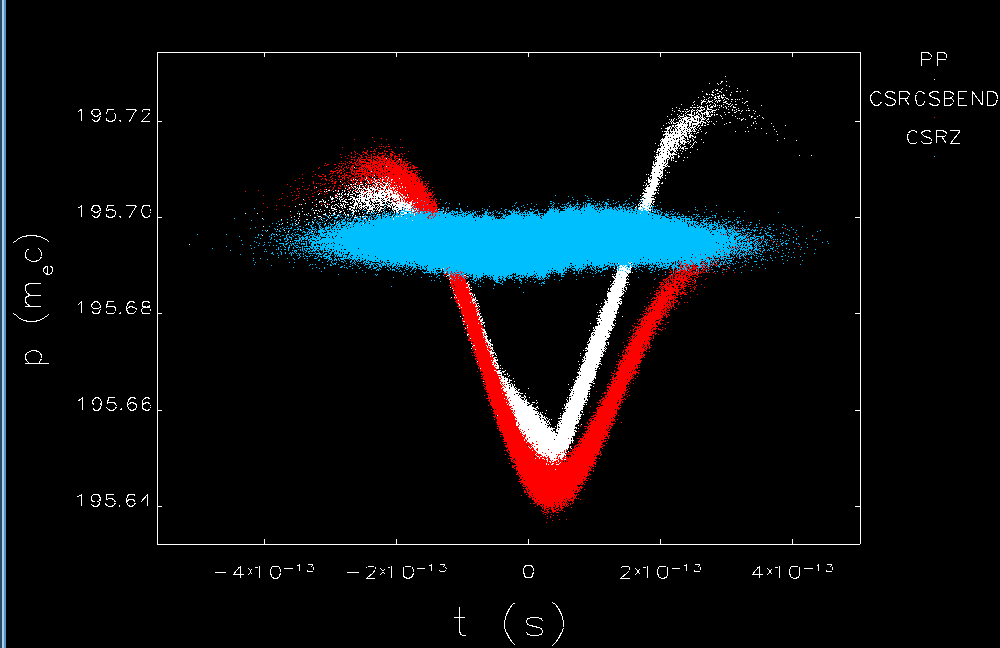 PP
CSRCSBEND
CSRZ
195.72
195.70
195.68
195.66
195.64
p (mₑc)
−4×10⁻¹³ −2×10⁻¹³ 0 2×10⁻¹³ 4×10⁻¹³
t (s)